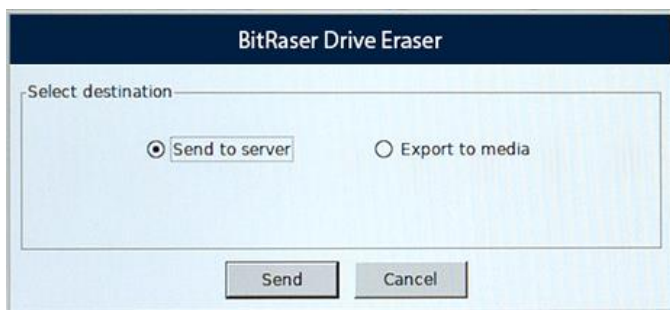 BitRaser Drive Eraser
Select destination
Send to server Export to media
Send Cancel